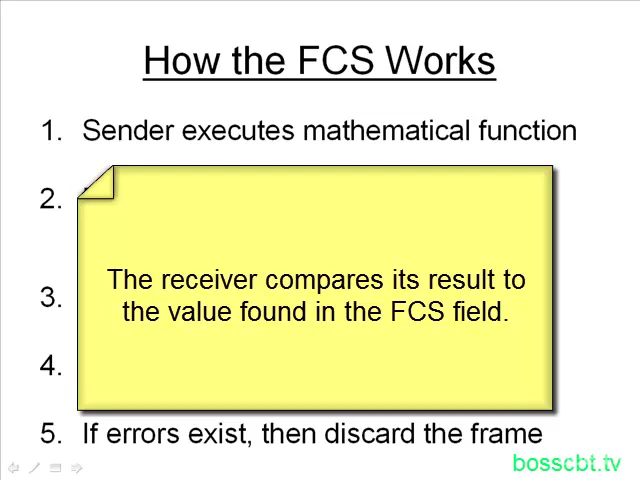 How the FCS Works
1. Sender executes mathematical function
2.
The receiver compares its result to
3.
the value found in the FCS field.
4.
5. If errors exist, then discard the frame
bosscbt.tv